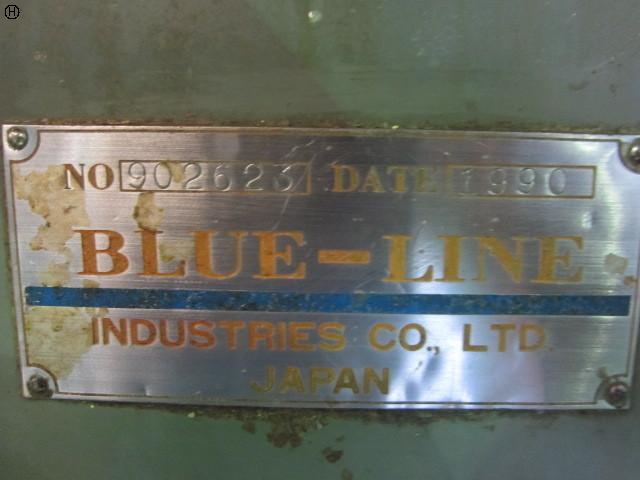 H
NO 902623 DATE 1990
BLUE-LINE
INDUSTRIES CO., LTD.
JAPAN